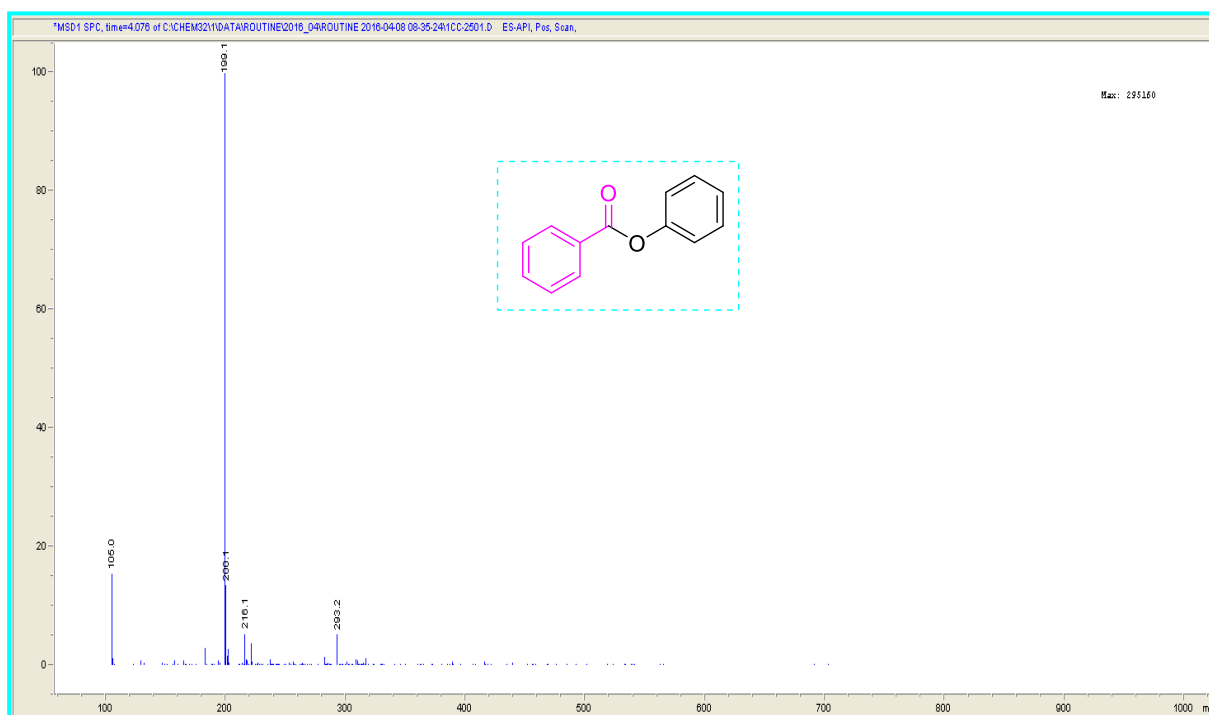 *MSD1 SPC, time=4.076 of C:\CHEM32\1\DATA\ROUTINE\2016_04\ROUTINE 2016-04-08 08-35-24\1CC-2501.D ES-API, Pos, Scan,
199.1
100
Max: 295160
80
O
O
60
40
20
105.0
200.1
216.1
293.2
0
100 200 300 400 500 600 700 800 900 1000 m